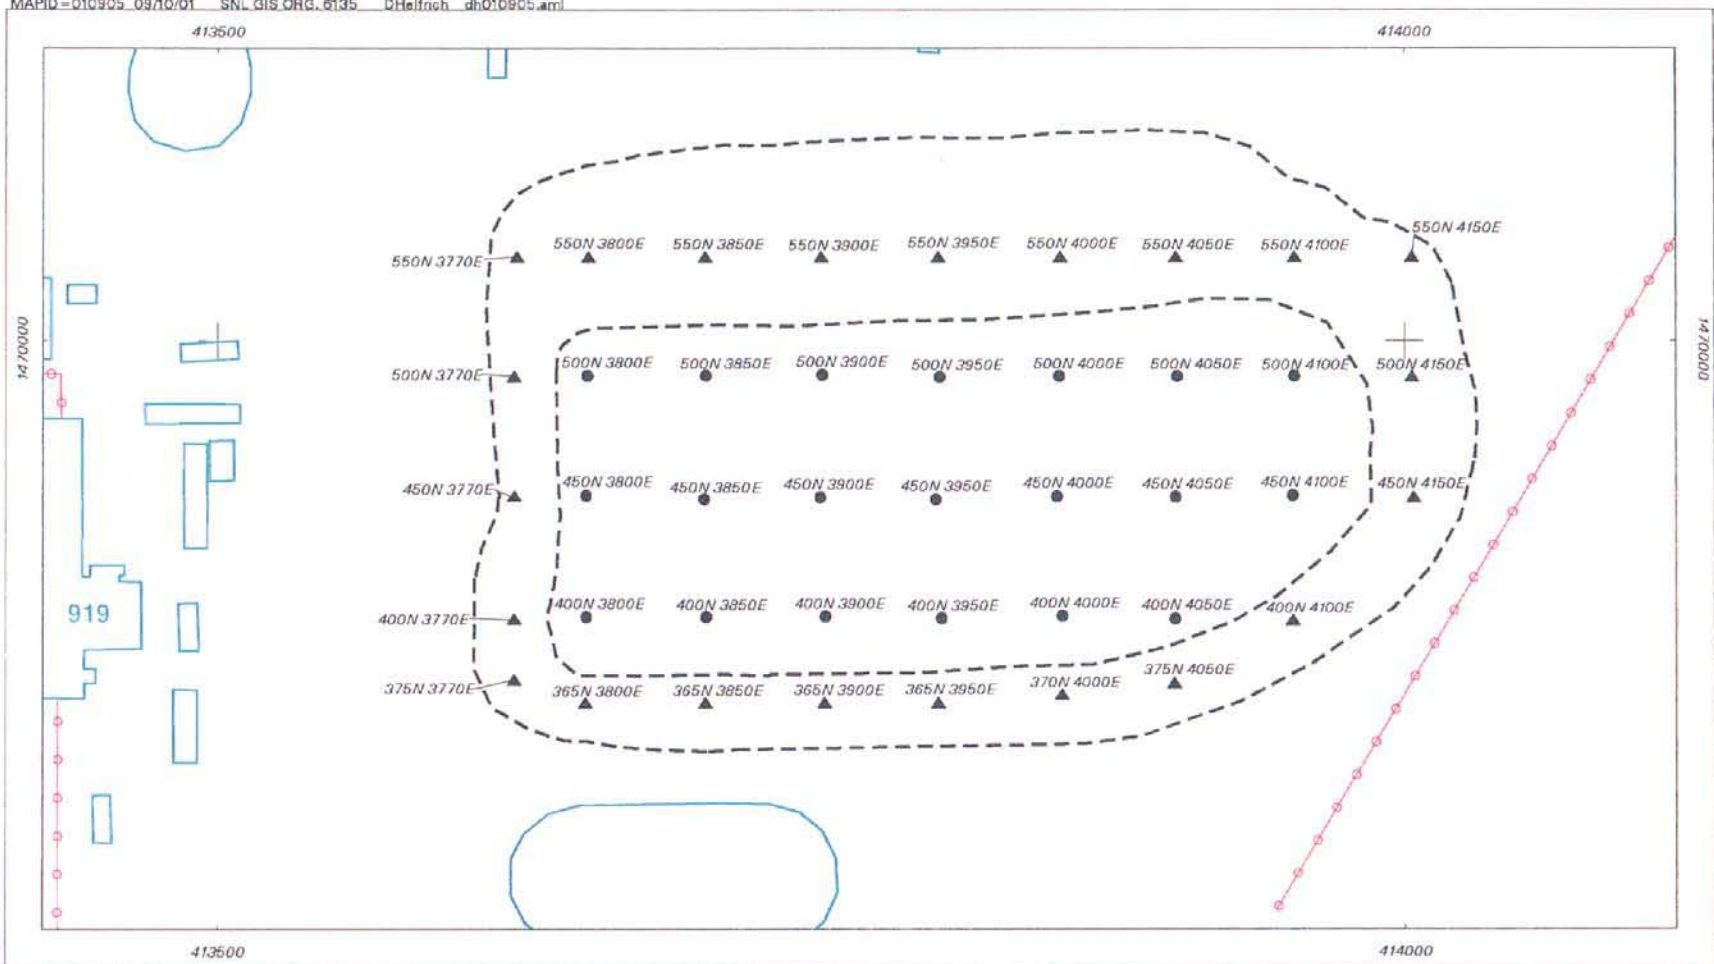 MAPID=010905 09/10/01 SNL GIS ORG. 6135 DHelfrich dh010905.aml
413500 414000
550N 3770E 550N 3800E 550N 3850E 550N 3900E 550N 3950E 550N 4000E 550N 4050E 550N 4100E 550N 4150E
1470000 1470000
500N 3770E 500N 3800E 500N 3850E 500N 3900E 500N 3950E 500N 4000E 500N 4050E 500N 4100E 500N 4150E
450N 3770E 450N 3800E 450N 3850E 450N 3900E 450N 3950E 450N 4000E 450N 4050E 450N 4100E 450N 4150E
919
400N 3770E 400N 3800E 400N 3850E 400N 3900E 400N 3950E 400N 4000E 400N 4050E 400N 4100E
375N 3770E 365N 3800E 365N 3850E 365N 3900E 365N 3950E 370N 4000E 375N 4050E
413500 414000